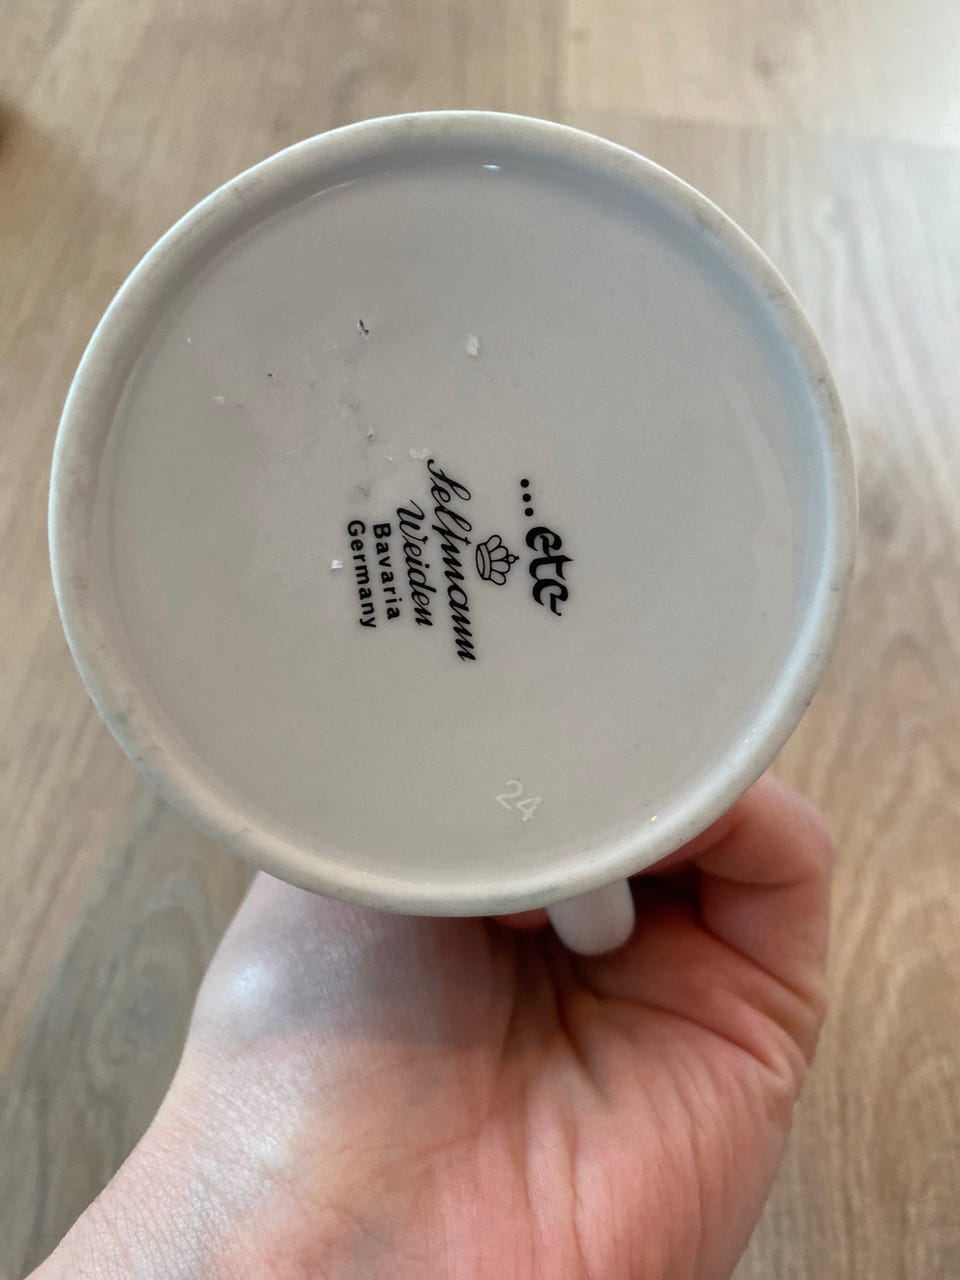 ...etc
Seltmann
Weiden
Bavaria
Germany
24